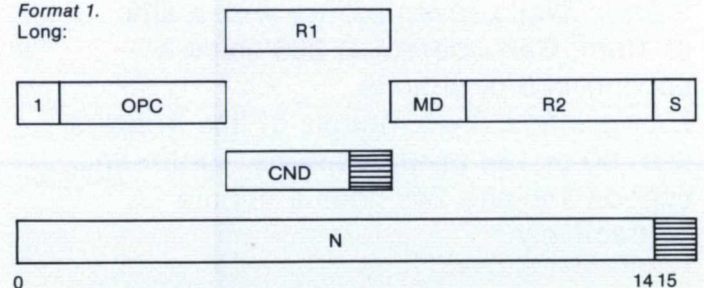 Format 1.
Long:
R1
1 OPC MD R2 S
CND
N
0 14 15